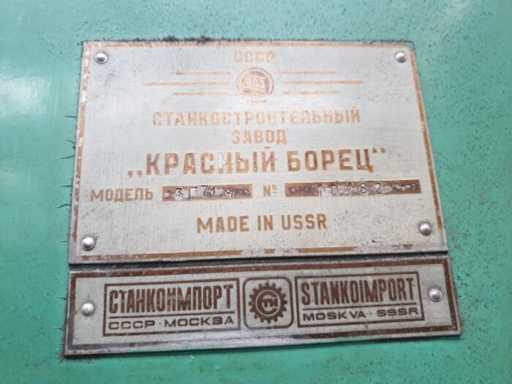 СССР
СТАНКОСТРОИТЕЛЬНЫЙ
ЗАВОД
„КРАСНЫЙ БОРЕЦ“
МОДЕЛЬ №
MADE IN USSR
СТАНКОИМПОРТ STANKOIMPORT
СССР·МОСКВА MOSKVA·SSSR